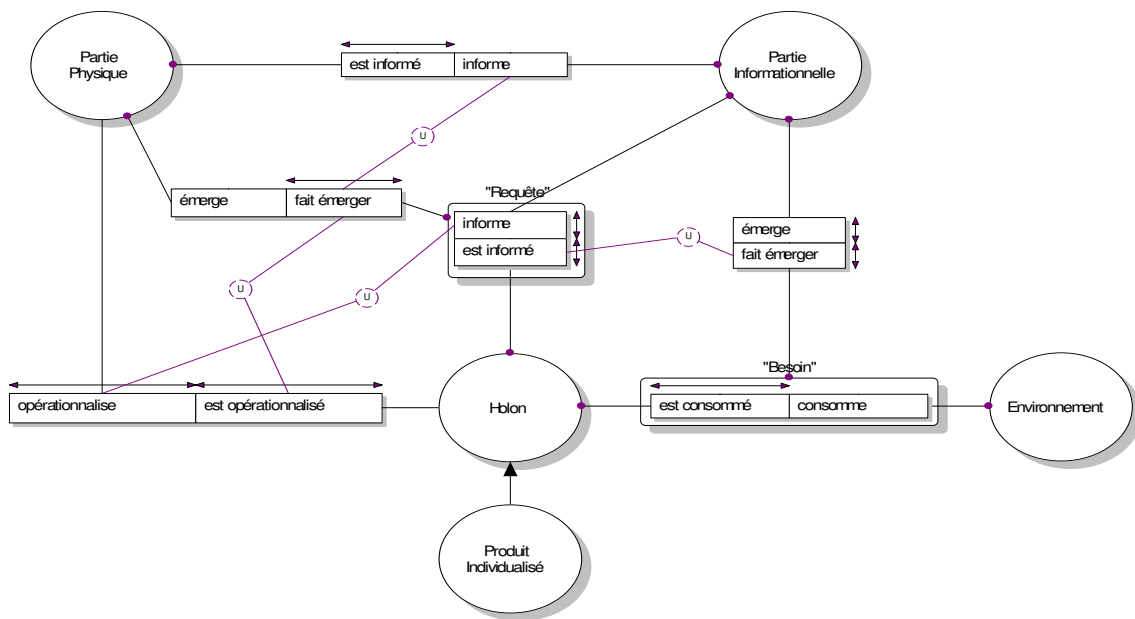 Partie
Physique
est informé
informe
Partie
Informationnelle
U
émerge
fait émerger
"Requête"
informe
est informé
U
émerge
fait émerger
U
U
opérationnalise
est opérationnalisé
Holon
"Besoin"
est consommé
consomme
Environnement
Produit
Individualisé